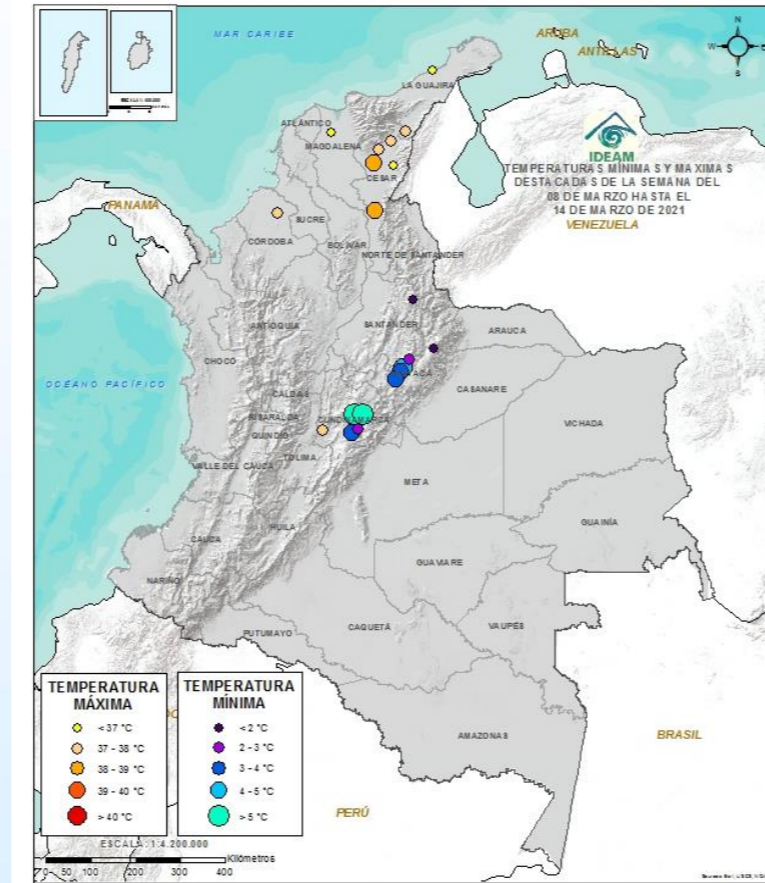 MAR CARIBE
ARUBA
ANTILLAS
LA GUAJIRA
ATLÁNTICO
MAGDALENA
CESAR
IDEAM
TEMPERATURAS MÍNIMAS Y MAXIMAS
DESTACADAS DE LA SEMANA DEL
08 DE MARZO HASTA EL
14 DE MARZO DE 2021
VENEZUELA
PANAMÁ
SUCRE
CÓRDOBA
BOLÍVAR
NORTE DE SANTANDER
ANTIOQUIA
SANTANDER
ARAUCA
CHOCÓ
OCÉANO PACÍFICO
CASANARE
CALDAS
RISARALDA
CUNDINAMARCA
VICHADA
QUINDÍO
TOLIMA
VALLE DEL CAUCA
META
GUAINÍA
HUILA
CAUCA
GUAVIARE
NARIÑO
CAQUETÁ
VAUPÉS
PUTUMAYO
AMAZONAS
BRASIL
PERÚ
TEMPERATURA
MÁXIMA
< 37 °C
37 - 38 °C
38 - 39 °C
39 - 40 °C
> 40 °C
TEMPERATURA
MÍNIMA
< 2 °C
2 - 3 °C
3 - 4 °C
4 - 5 °C
> 5 °C
ESCALA 1:4.200.000
0 50 100 200 300 400
Kilómetros
N
W
S